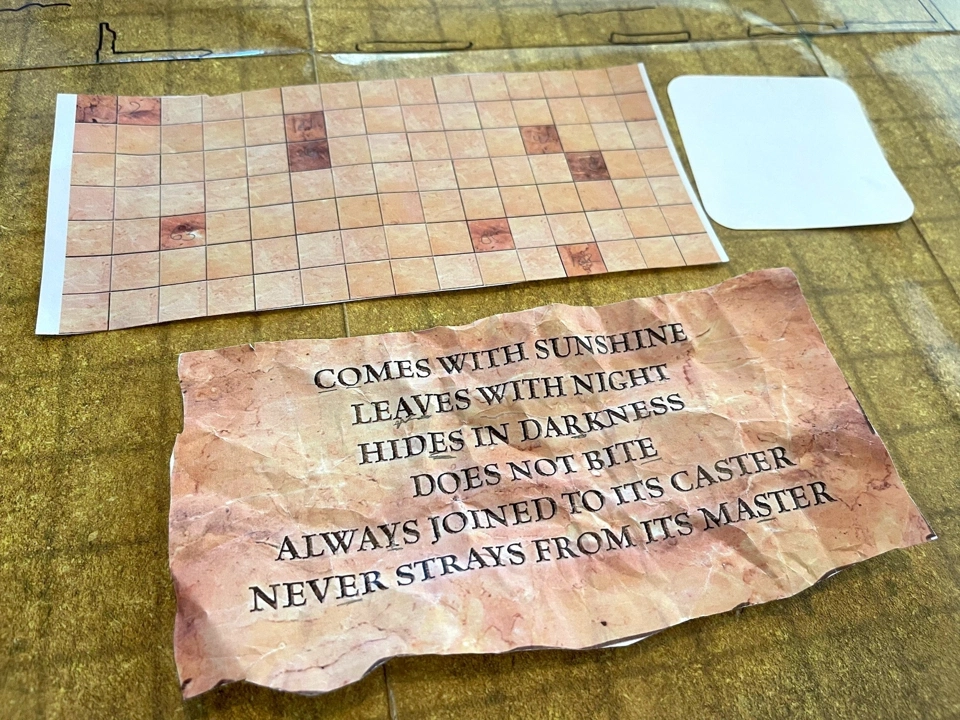 COMES WITH SUNSHINE
LEAVES WITH NIGHT
HIDES IN DARKNESS
DOES NOT BITE
ALWAYS JOINED TO ITS CASTER
NEVER STRAYS FROM ITS MASTER